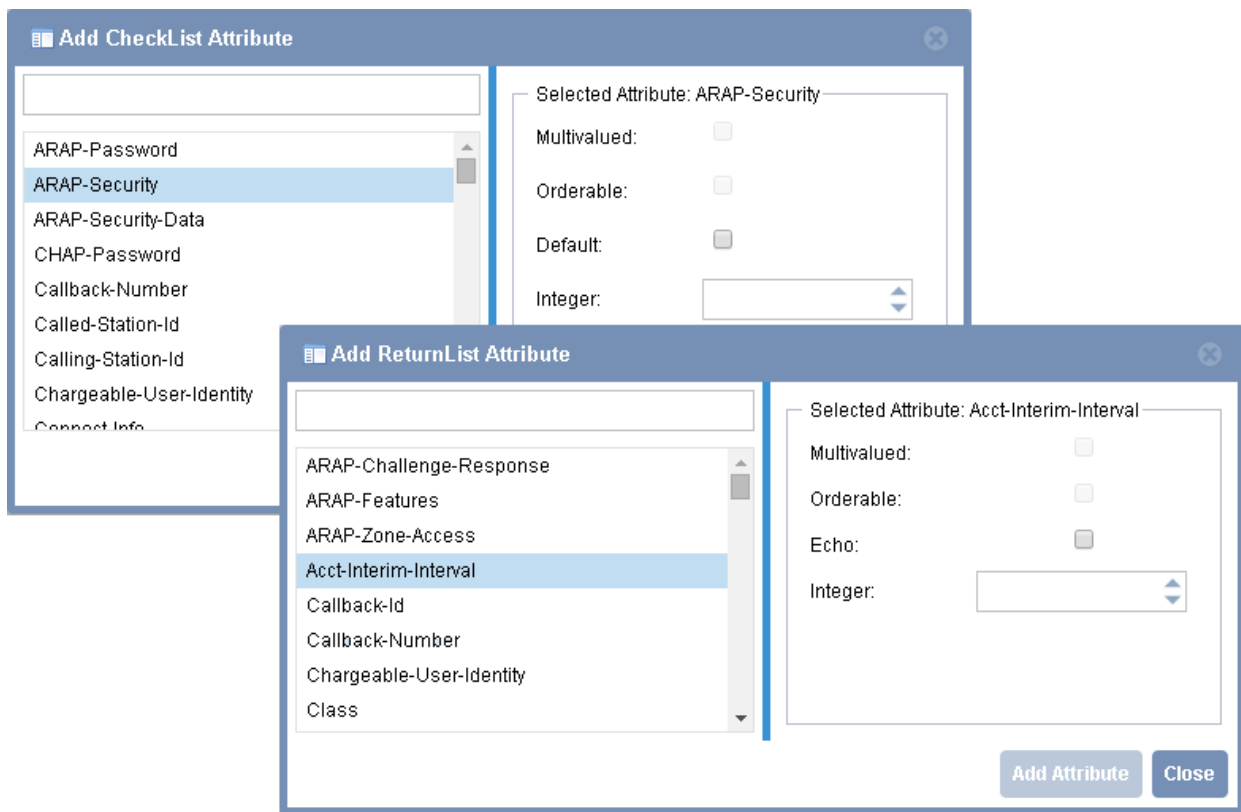 Add CheckList Attribute
ARAP-Password
ARAP-Security
ARAP-Security-Data
CHAP-Password
Callback-Number
Called-Station-Id
Calling-Station-Id
Chargeable-User-Identity
Connect Info
Selected Attribute: ARAP-Security
Multivalued:
Orderable:
Default:
Integer:
Add ReturnList Attribute
ARAP-Challenge-Response
ARAP-Features
ARAP-Zone-Access
Acct-Interim-Interval
Callback-Id
Callback-Number
Chargeable-User-Identity
Class
Selected Attribute: Acct-Interim-Interval
Multivalued:
Orderable:
Echo:
Integer:
Add Attribute
Close